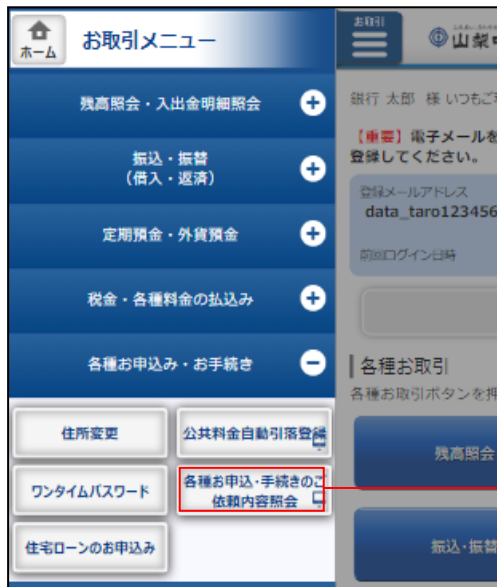 ホーム
お取引メニュー
残高照会・入出金明細照会
振込・振替
(借入・返済)
定期預金・外貨預金
税金・各種料金の払込み
各種お申込み・お手続き
住所変更
公共料金自動引落登録
ワンタイムパスワード
各種お申込・手続きのご
依頼内容照会
住宅ローンのお申込み
お取引
山梨
銀行 太郎 様 いつもご
【重要】電子メールを
登録してください。
登録メールアドレス
data_taro123456
前回ログイン日時
各種お取引
各種お取引ボタンを押
残高照会
振込・振替